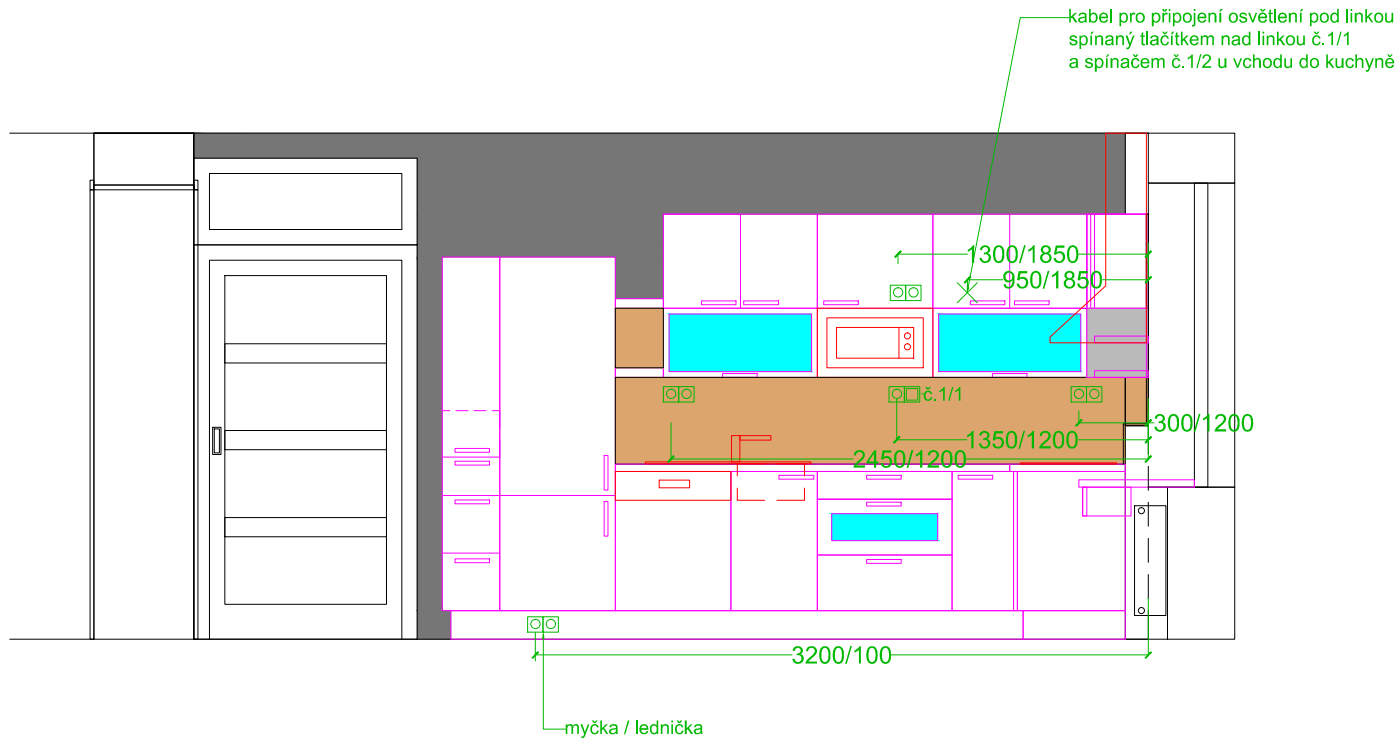 kabel pro připojení osvětlení pod linkou
spínaný tlačítkem nad linkou č.1/1
a spínačem č.1/2 u vchodu do kuchyně
1300/1850
950/1850
č.1/1
300/1200
1350/1200
2450/1200
3200/100
myčka / lednička